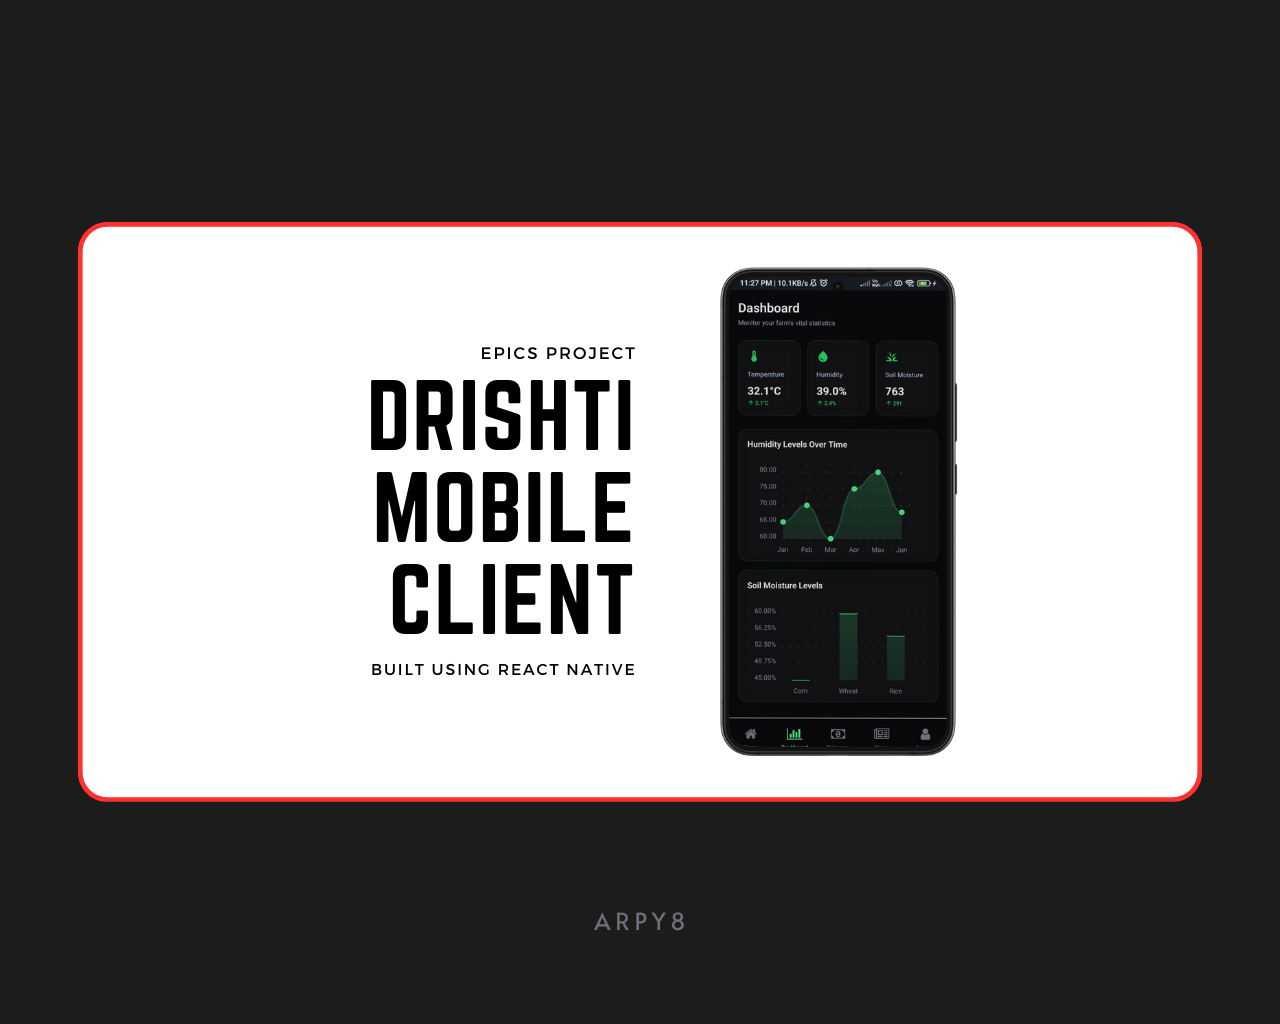 EPICS PROJECT
DRISHTI
MOBILE
CLIENT
BUILT USING REACT NATIVE
11:27 PM | 10.1KB/s
Dashboard
Monitor your farm's vital statistics
Temperature
32.1°C
↑ 2.1°C
Humidity
39.0%
↑ 2.4%
Soil Moisture
763
↑ 291
Humidity Levels Over Time
80.00
75.00
70.00
65.00
60.00
Jan Feb Mar Apr May Jun
Soil Moisture Levels
60.00%
56.25%
52.50%
48.75%
45.00%
Corn Wheat Rice
Dashboard
ARPY8